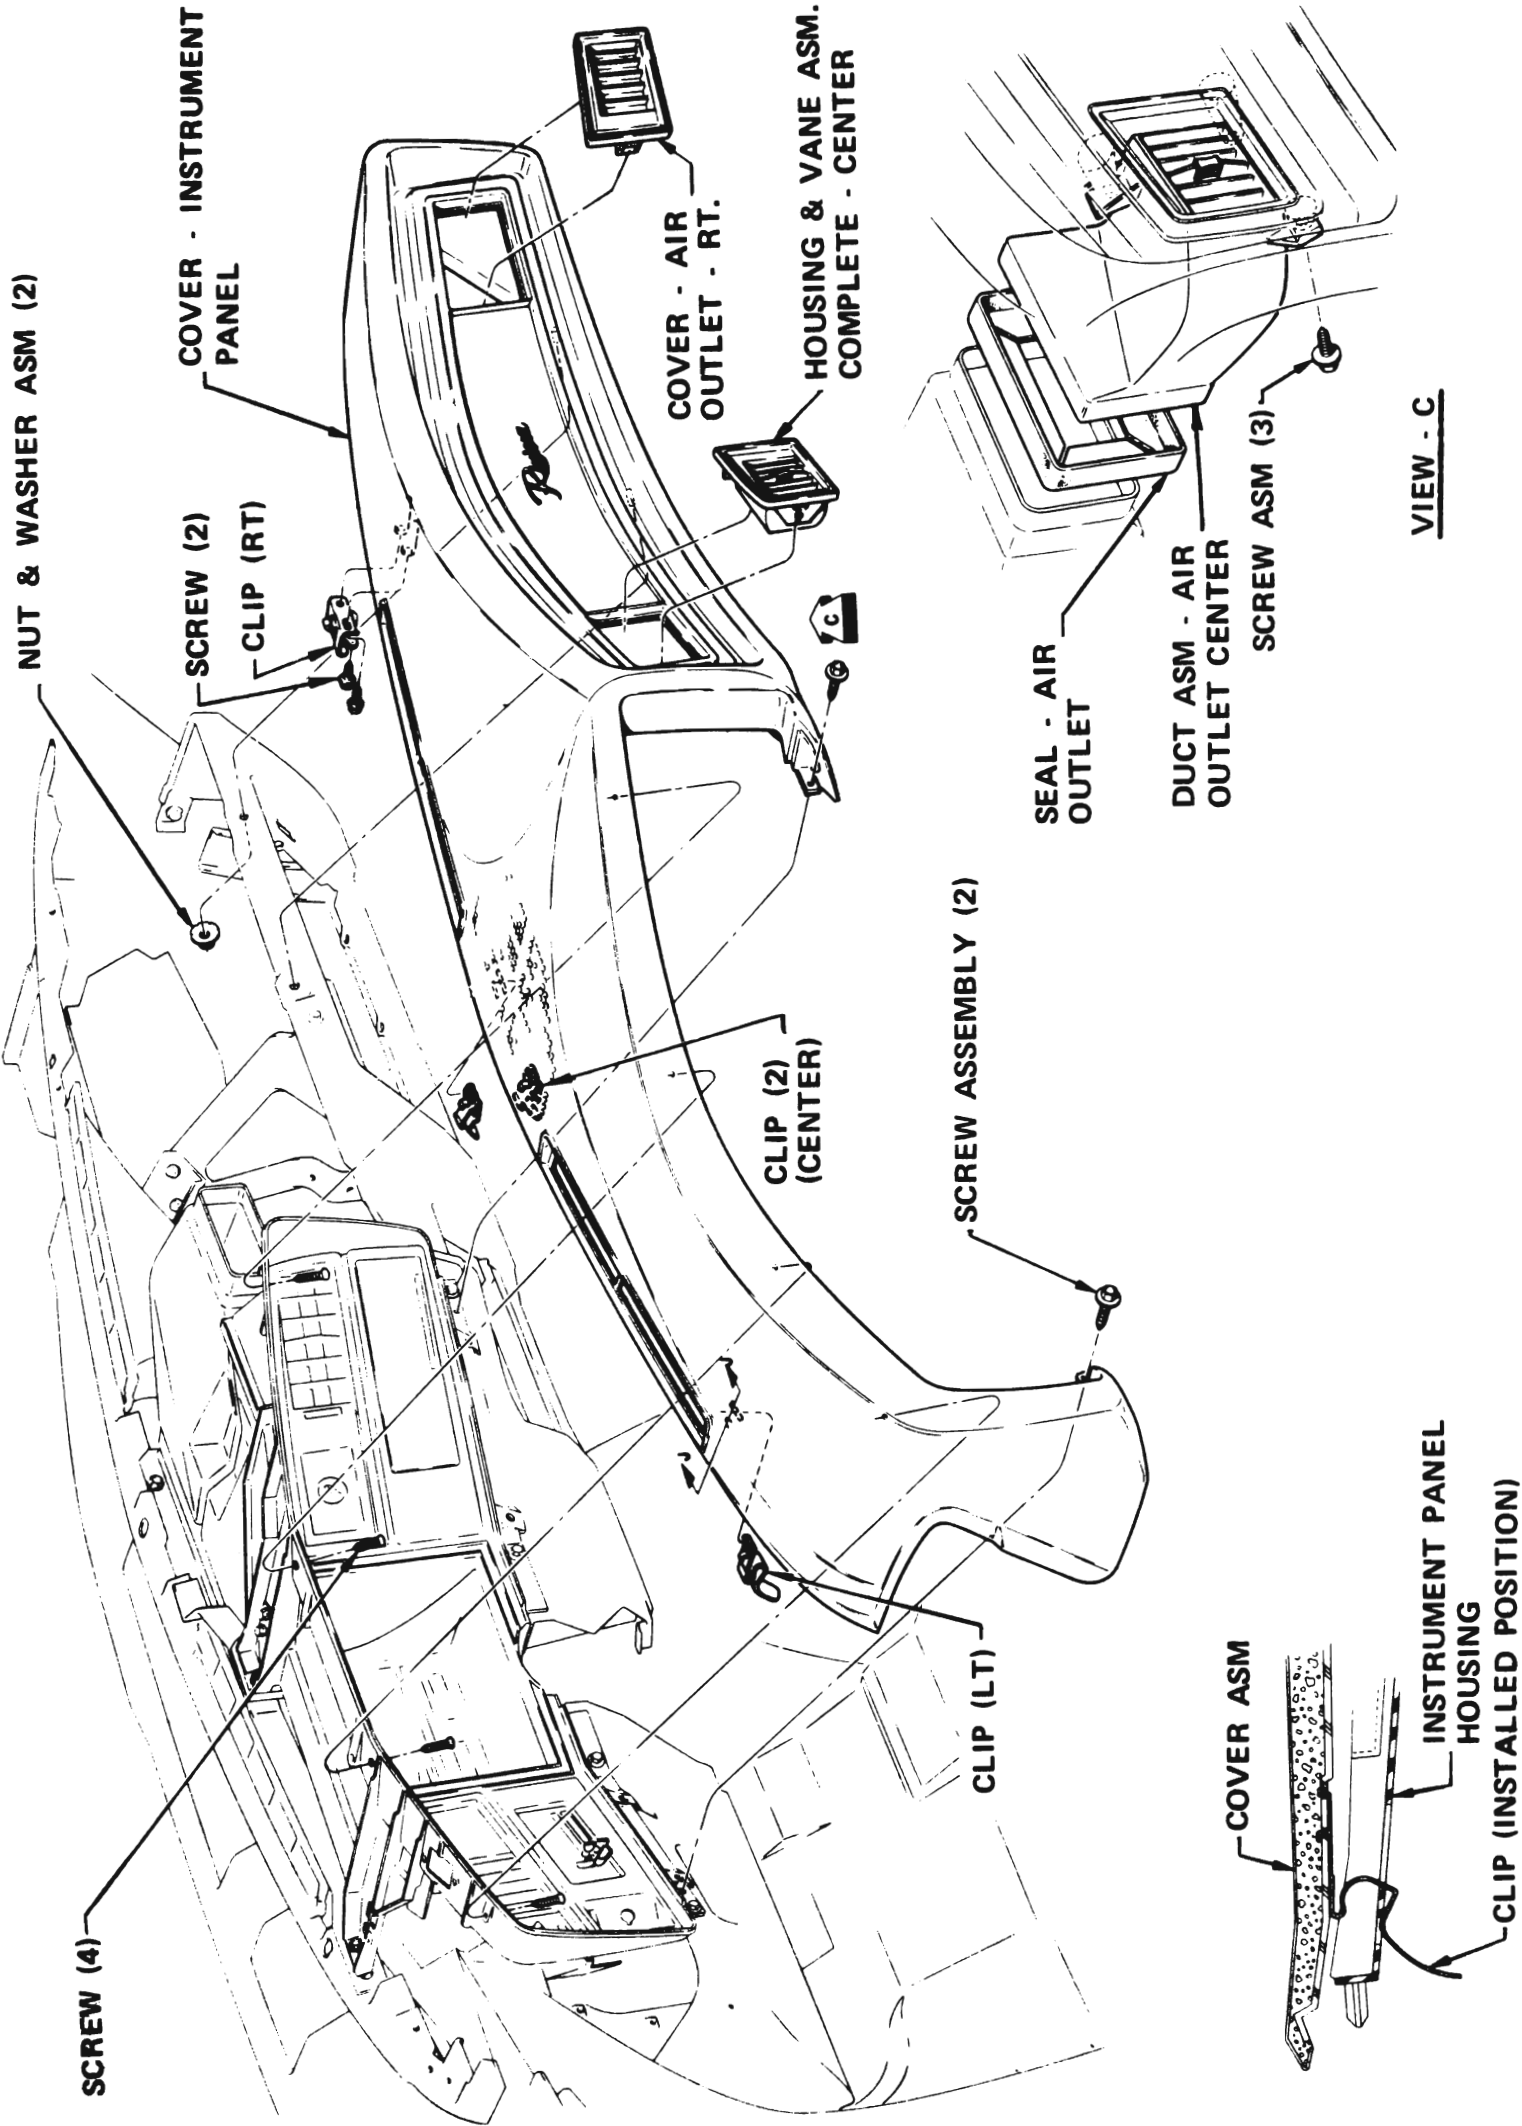 NUT & WASHER ASM (2)
COVER - INSTRUMENT
PANEL
SCREW (2)
CLIP (RT)
COVER - AIR
OUTLET - RT.
HOUSING & VANE ASM.
COMPLETE - CENTER
C
SEAL - AIR
OUTLET
DUCT ASM - AIR
OUTLET CENTER
SCREW ASM (3)
VIEW - C
CLIP (2)
(CENTER)
SCREW ASSEMBLY (2)
SCREW (4)
CLIP (LT)
COVER ASM
INSTRUMENT PANEL
HOUSING
CLIP (INSTALLED POSITION)